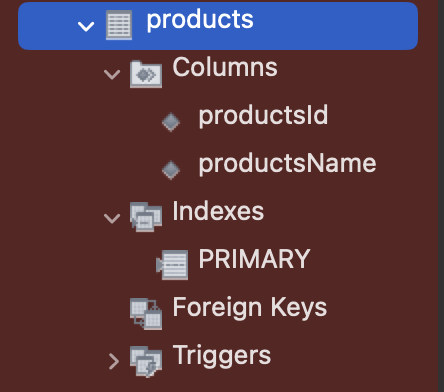 products
Columns
productsId
productsName
Indexes
PRIMARY
Foreign Keys
Triggers